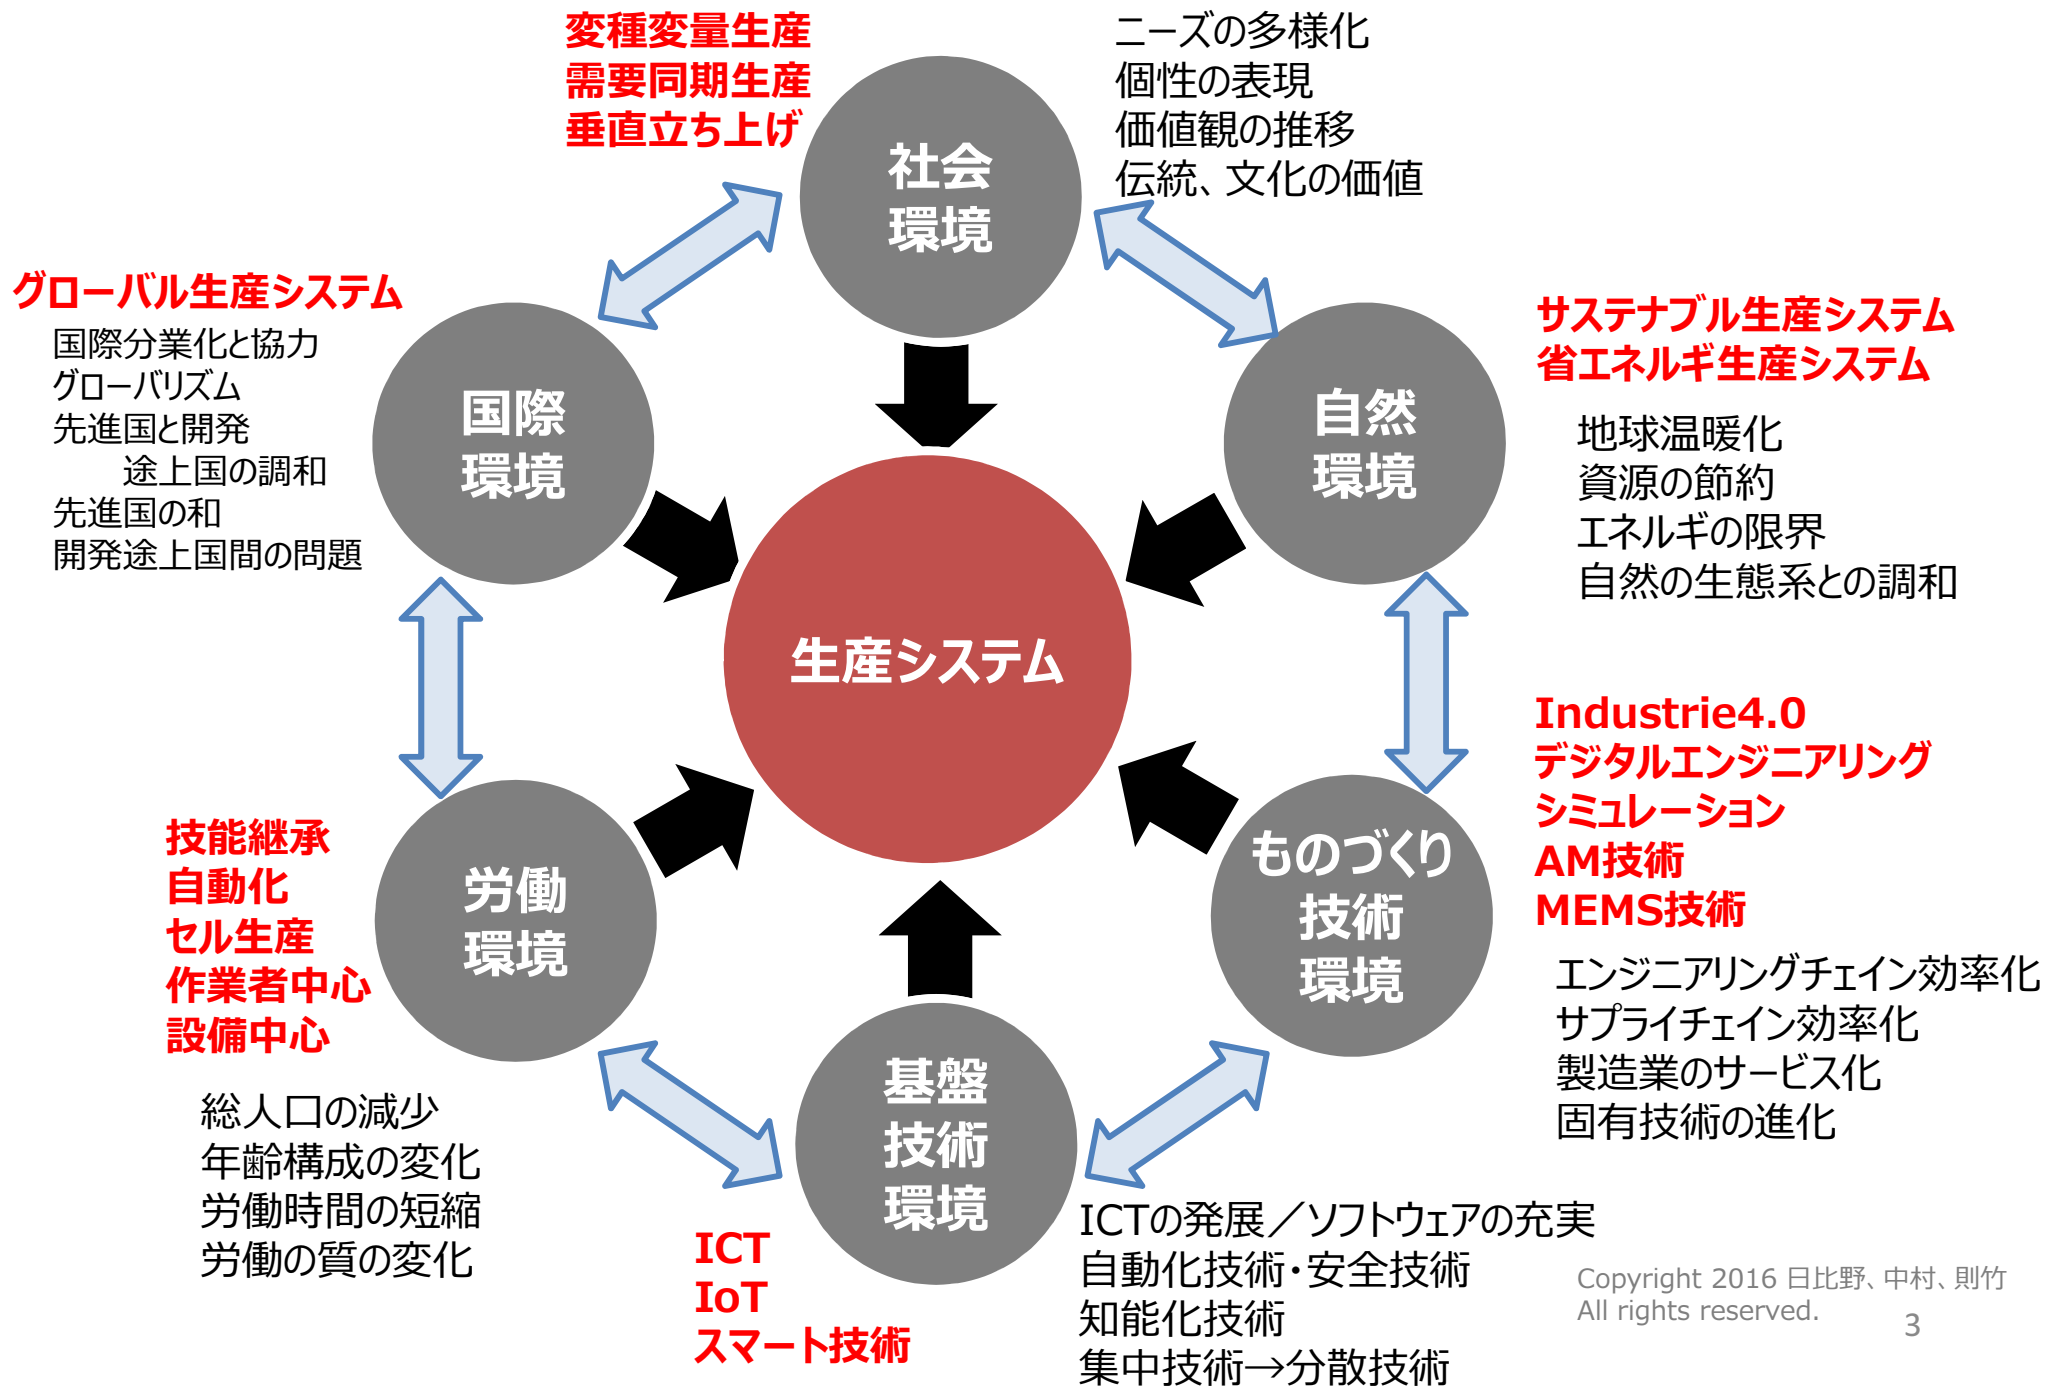 変種変量生産
需要同期生産
垂直立ち上げ
ニーズの多様化
個性の表現
価値観の推移
伝統、文化の価値
社会
環境
グローバル生産システム
国際分業化と協力
グローバリズム
先進国と開発
途上国の調和
先進国の和
開発途上国間の問題
国際
環境
自然
環境
サステナブル生産システム
省エネルギ生産システム
地球温暖化
資源の節約
エネルギの限界
自然の生態系との調和
生産システム
Industrie4.0
デジタルエンジニアリング
シミュレーション
AM技術
MEMS技術
エンジニアリングチェイン効率化
サプライチェイン効率化
製造業のサービス化
固有技術の進化
ものづくり
技術
環境
技能継承
自動化
セル生産
作業者中心
設備中心
労働
環境
総人口の減少
年齢構成の変化
労働時間の短縮
労働の質の変化
基盤
技術
環境
ICT
IoT
スマート技術
ICTの発展／ソフトウェアの充実
自動化技術・安全技術
知能化技術
集中技術→分散技術
Copyright 2016 日比野、中村、則竹
All rights reserved.
3